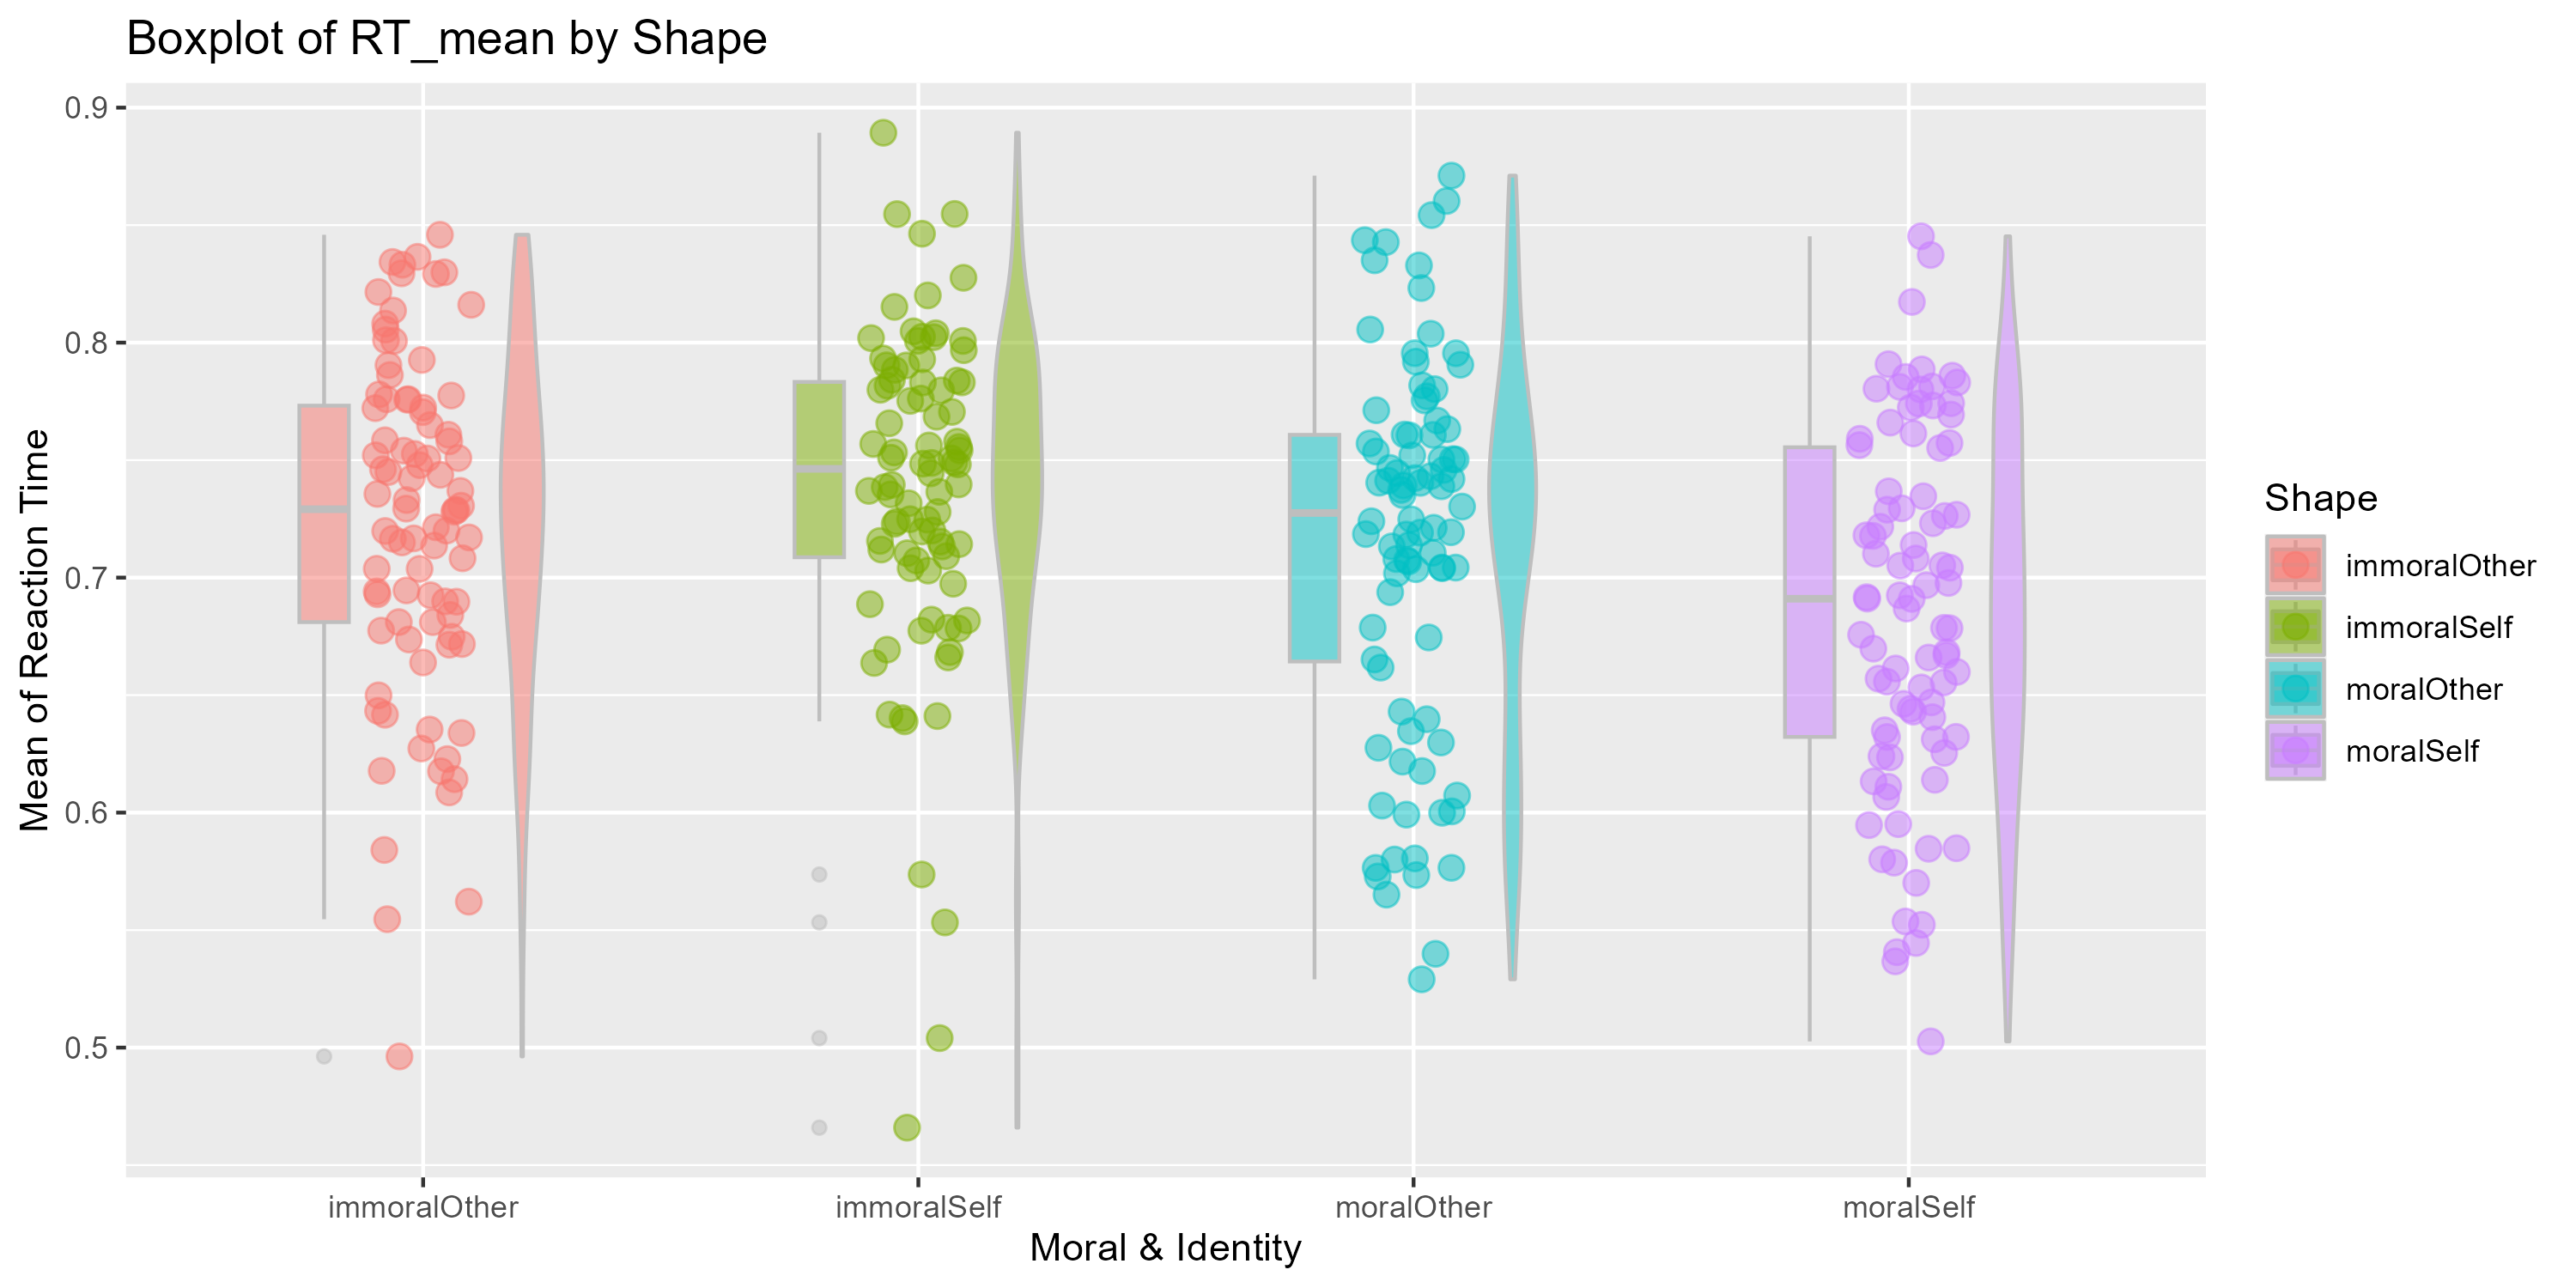 Boxplot of RT_mean by Shape
0.9
0.8
0.7
0.6
0.5
Mean of Reaction Time
immoralOther
immoralSelf
moralOther
moralSelf
Moral & Identity
Shape
immoralOther
immoralSelf
moralOther
moralSelf